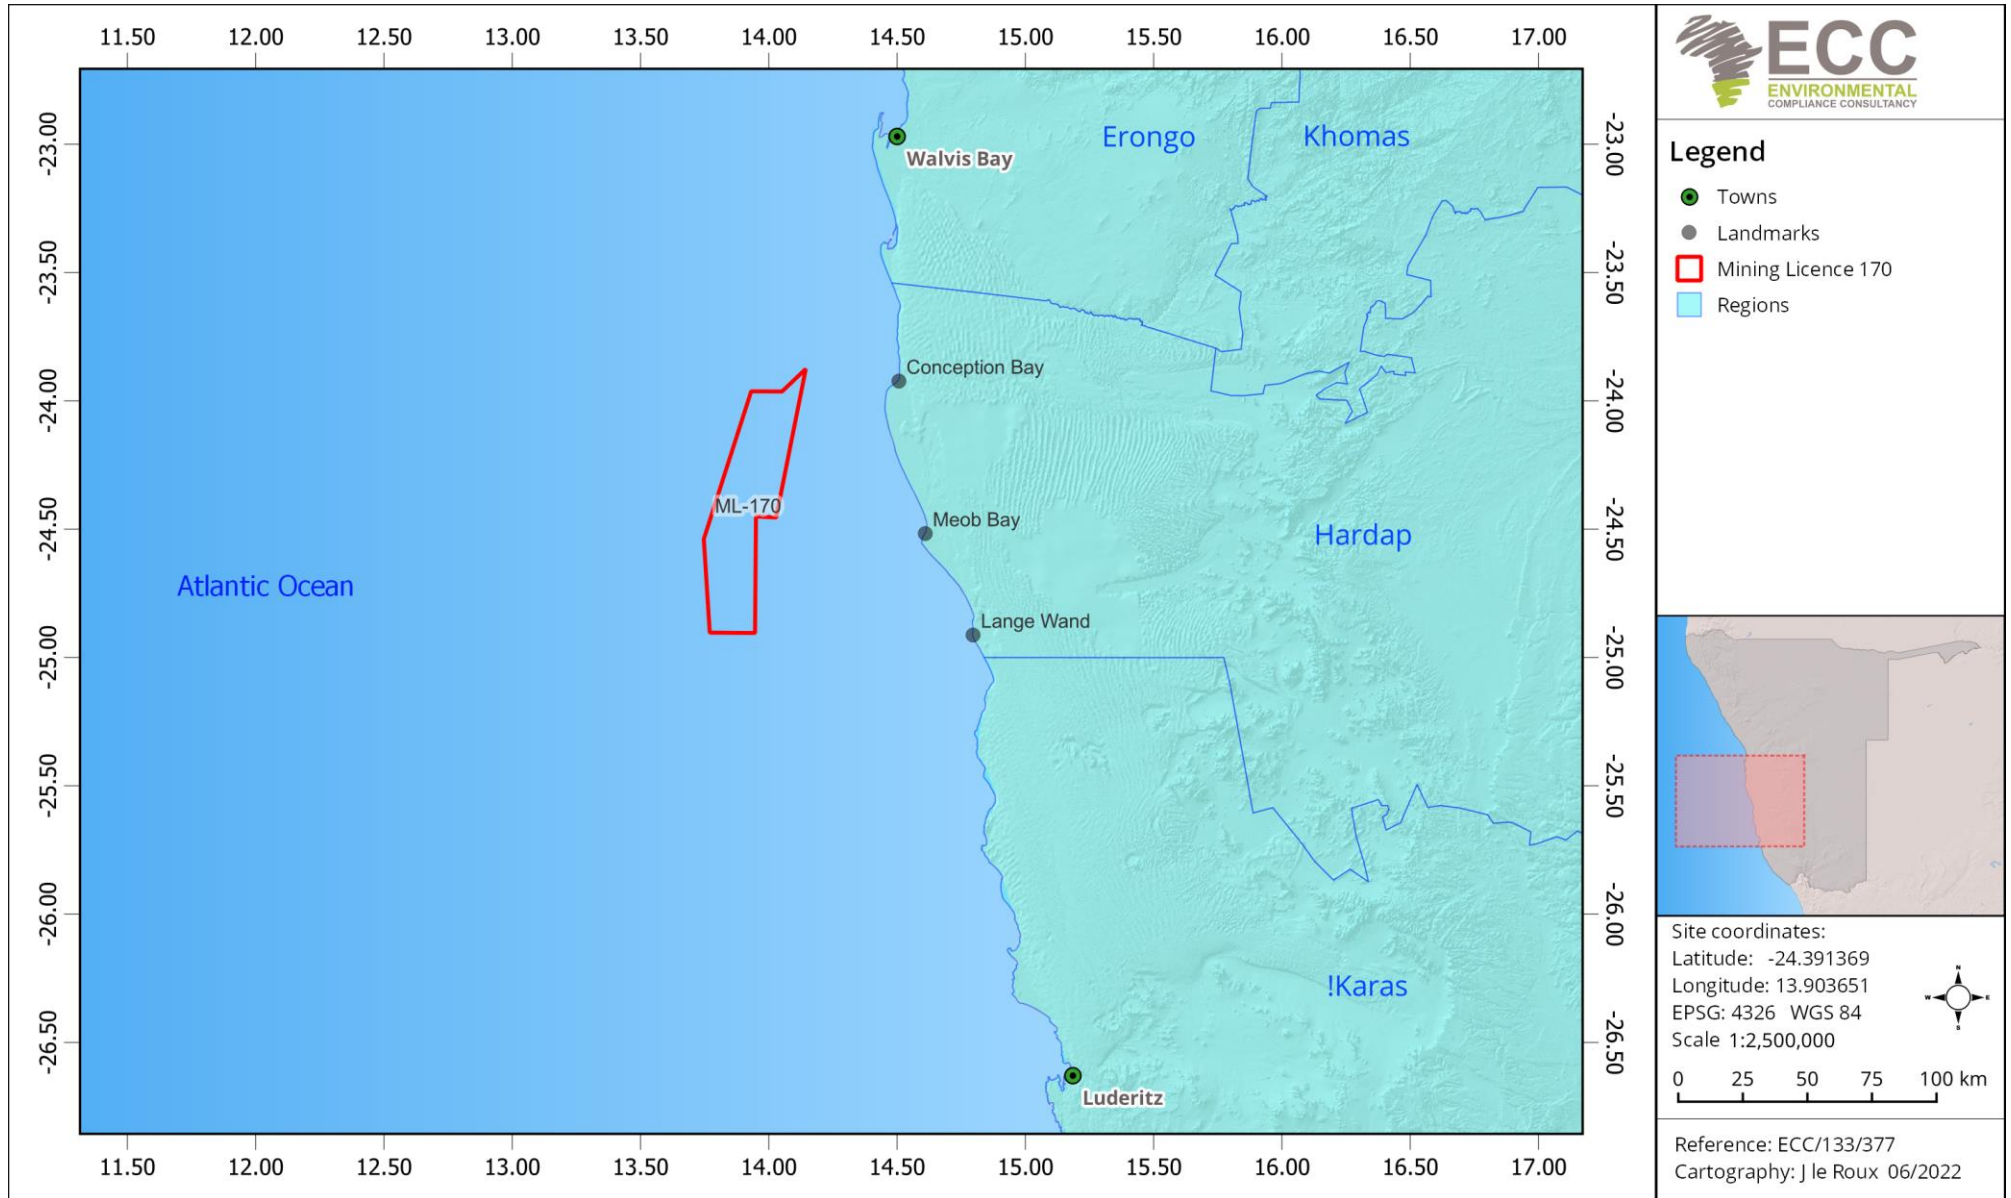 11.50 12.00 12.50 13.00 13.50 14.00 14.50 15.00 15.50 16.00 16.50 17.00
-23.00
-23.50
-24.00
-24.50
-25.00
-25.50
-26.00
-26.50
Walvis Bay
Erongo
Khomas
Conception Bay
ML-170
Meob Bay
Hardap
Atlantic Ocean
Lange Wand
!Karas
Luderitz
-23.00
-23.50
-24.00
-24.50
-25.00
-25.50
-26.00
-26.50
11.50 12.00 12.50 13.00 13.50 14.00 14.50 15.00 15.50 16.00 16.50 17.00
ECC
ENVIRONMENTAL
COMPLIANCE CONSULTANCY
Legend
Towns
Landmarks
Mining Licence 170
Regions
Site coordinates:
Latitude: -24.391369
Longitude: 13.903651
EPSG: 4326 WGS 84
Scale 1:2,500,000
N
W E
S
0 25 50 75 100 km
Reference: ECC/133/377
Cartography: J le Roux 06/2022